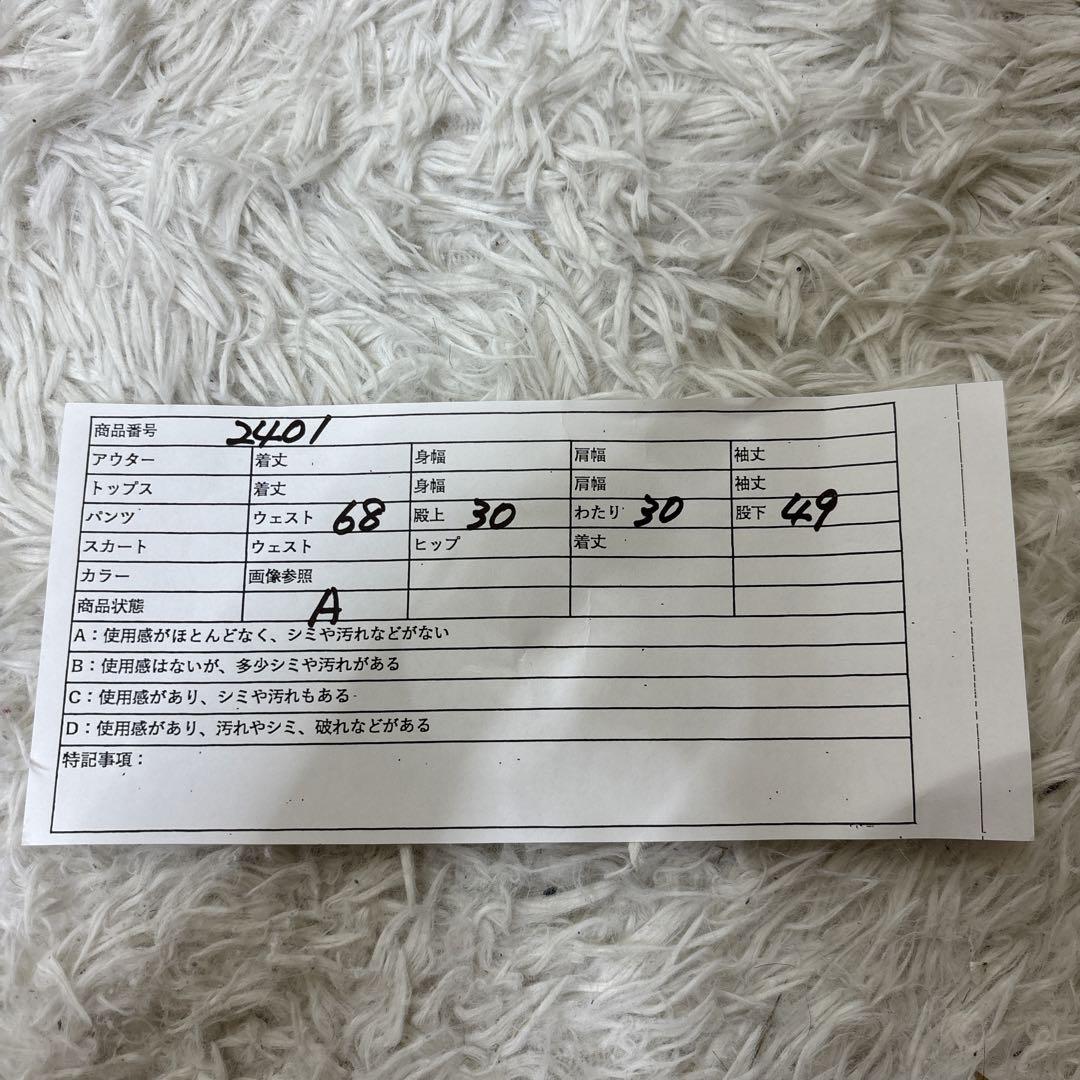 商品番号 2401
アウター 着丈 身幅 肩幅 袖丈
トップス 着丈 身幅 肩幅 袖丈
パンツ ウェスト 68 殿上 30 わたり 30 股下 49
スカート ウェスト ヒップ 着丈
カラー 画像参照
商品状態 A
A：使用感がほとんどなく、シミや汚れなどがない
B：使用感はないが、多少シミや汚れがある
C：使用感があり、シミや汚れもある
D：使用感があり、汚れやシミ、破れなどがある
特記事項：